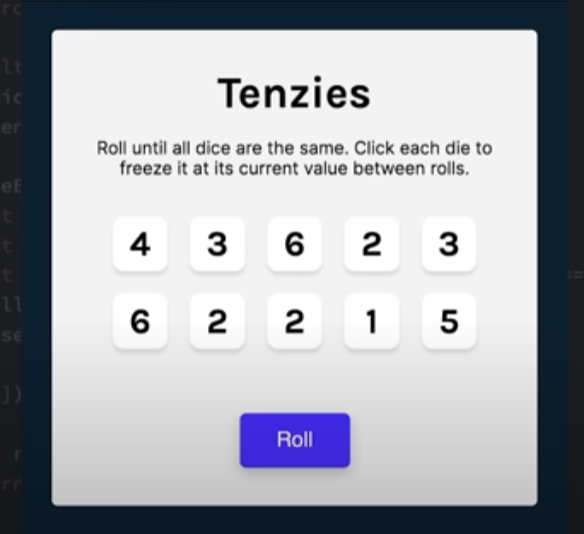 Tenzies
Roll until all dice are the same. Click each die to
freeze it at its current value between rolls.
4 3 6 2 3
6 2 2 1 5
Roll